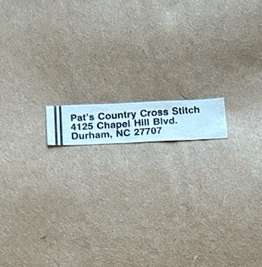 Pat's Country Cross Stitch
4125 Chapel Hill Blvd.
Durham, NC 27707